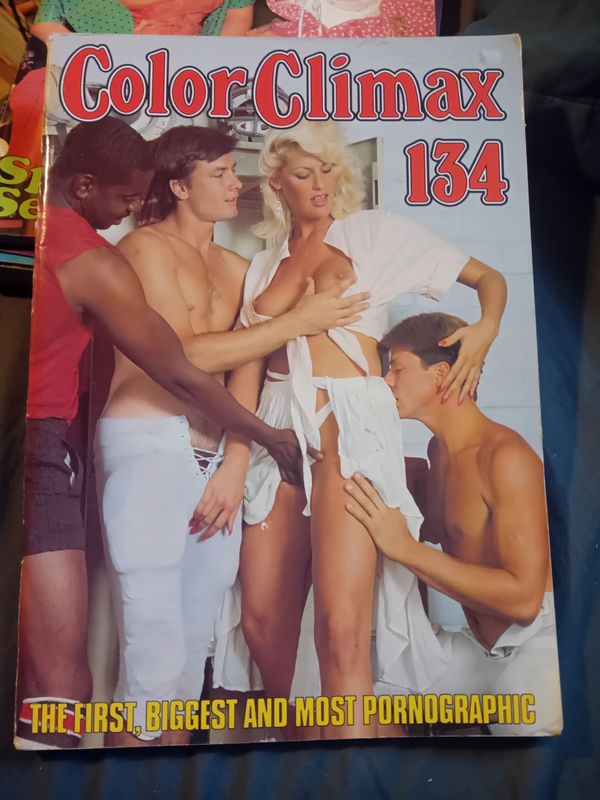 Color Climax
134
THE FIRST, BIGGEST AND MOST PORNOGRAPHIC